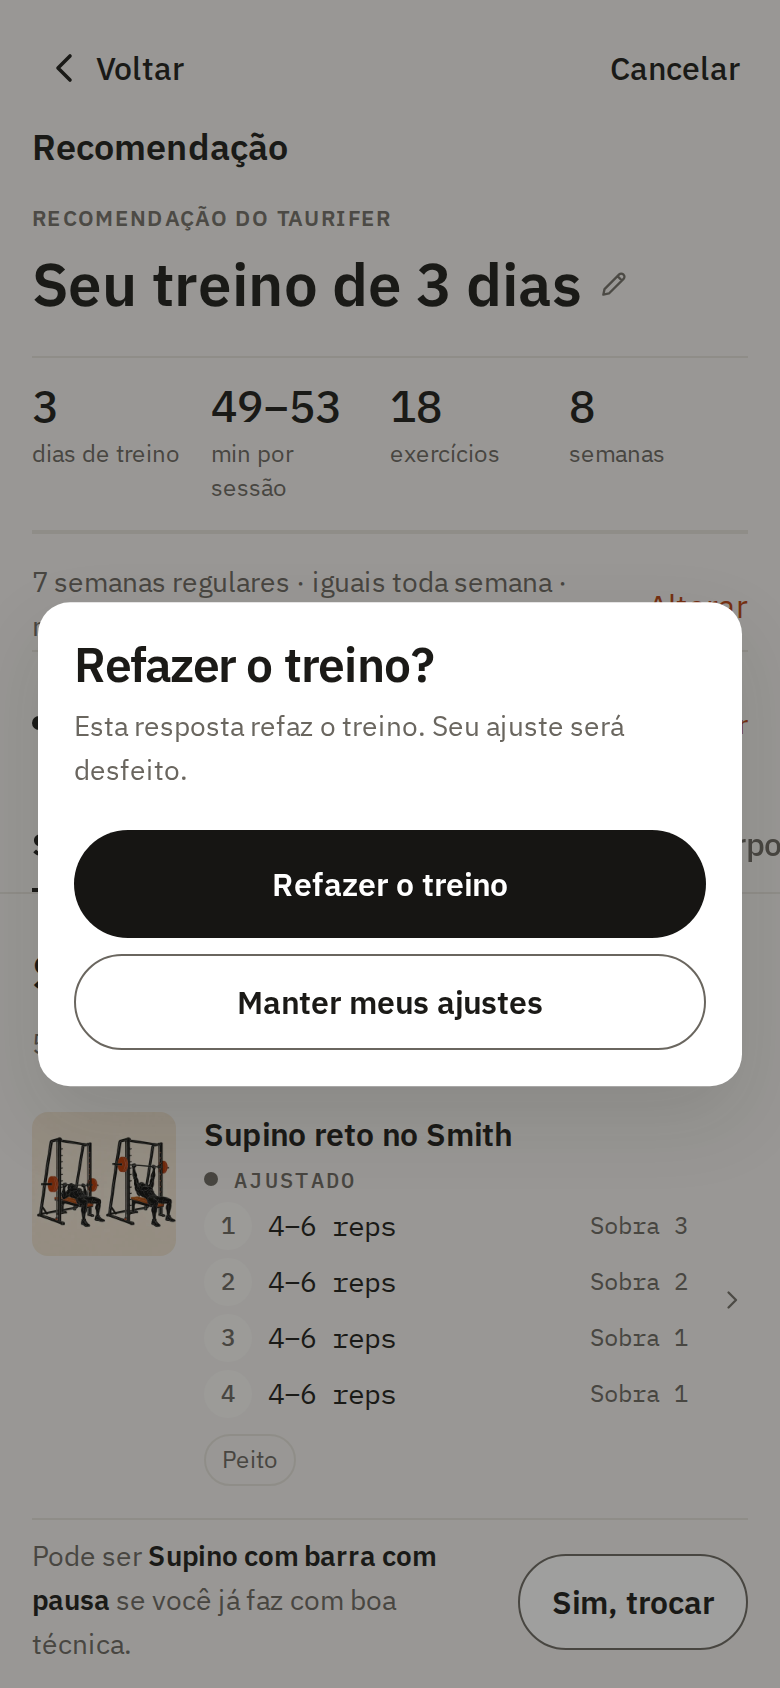 Voltar
Cancelar
Recomendação
RECOMENDAÇÃO DO TAURIFER
Seu treino de 3 dias
3
dias de treino
49–53
min por
sessão
18
exercícios
8
semanas
7 semanas regulares · iguais toda semana ·
Refazer o treino?
Esta resposta refaz o treino. Seu ajuste será
desfeito.
Refazer o treino
Manter meus ajustes
Supino reto no Smith
AJUSTADO
1 4–6 reps Sobra 3
2 4–6 reps Sobra 2
3 4–6 reps Sobra 1
4 4–6 reps Sobra 1
Peito
Pode ser Supino com barra com
pausa se você já faz com boa
técnica.
Sim, trocar